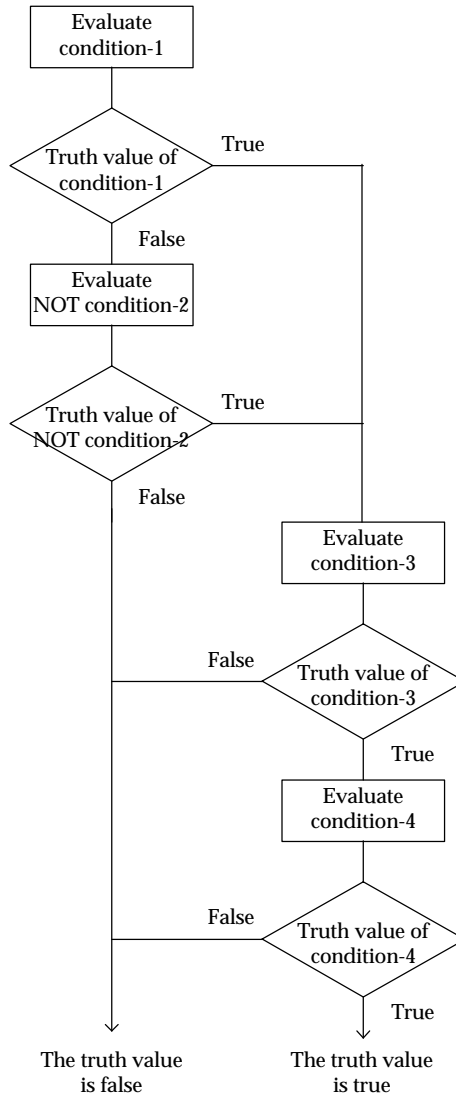 Evaluate
condition-1
Truth value of
condition-1
True
False
Evaluate
NOT condition-2
Truth value of
NOT condition-2
True
False
Evaluate
condition-3
False
Truth value of
condition-3
True
Evaluate
condition-4
False
Truth value of
condition-4
True
The truth value
is false
The truth value
is true